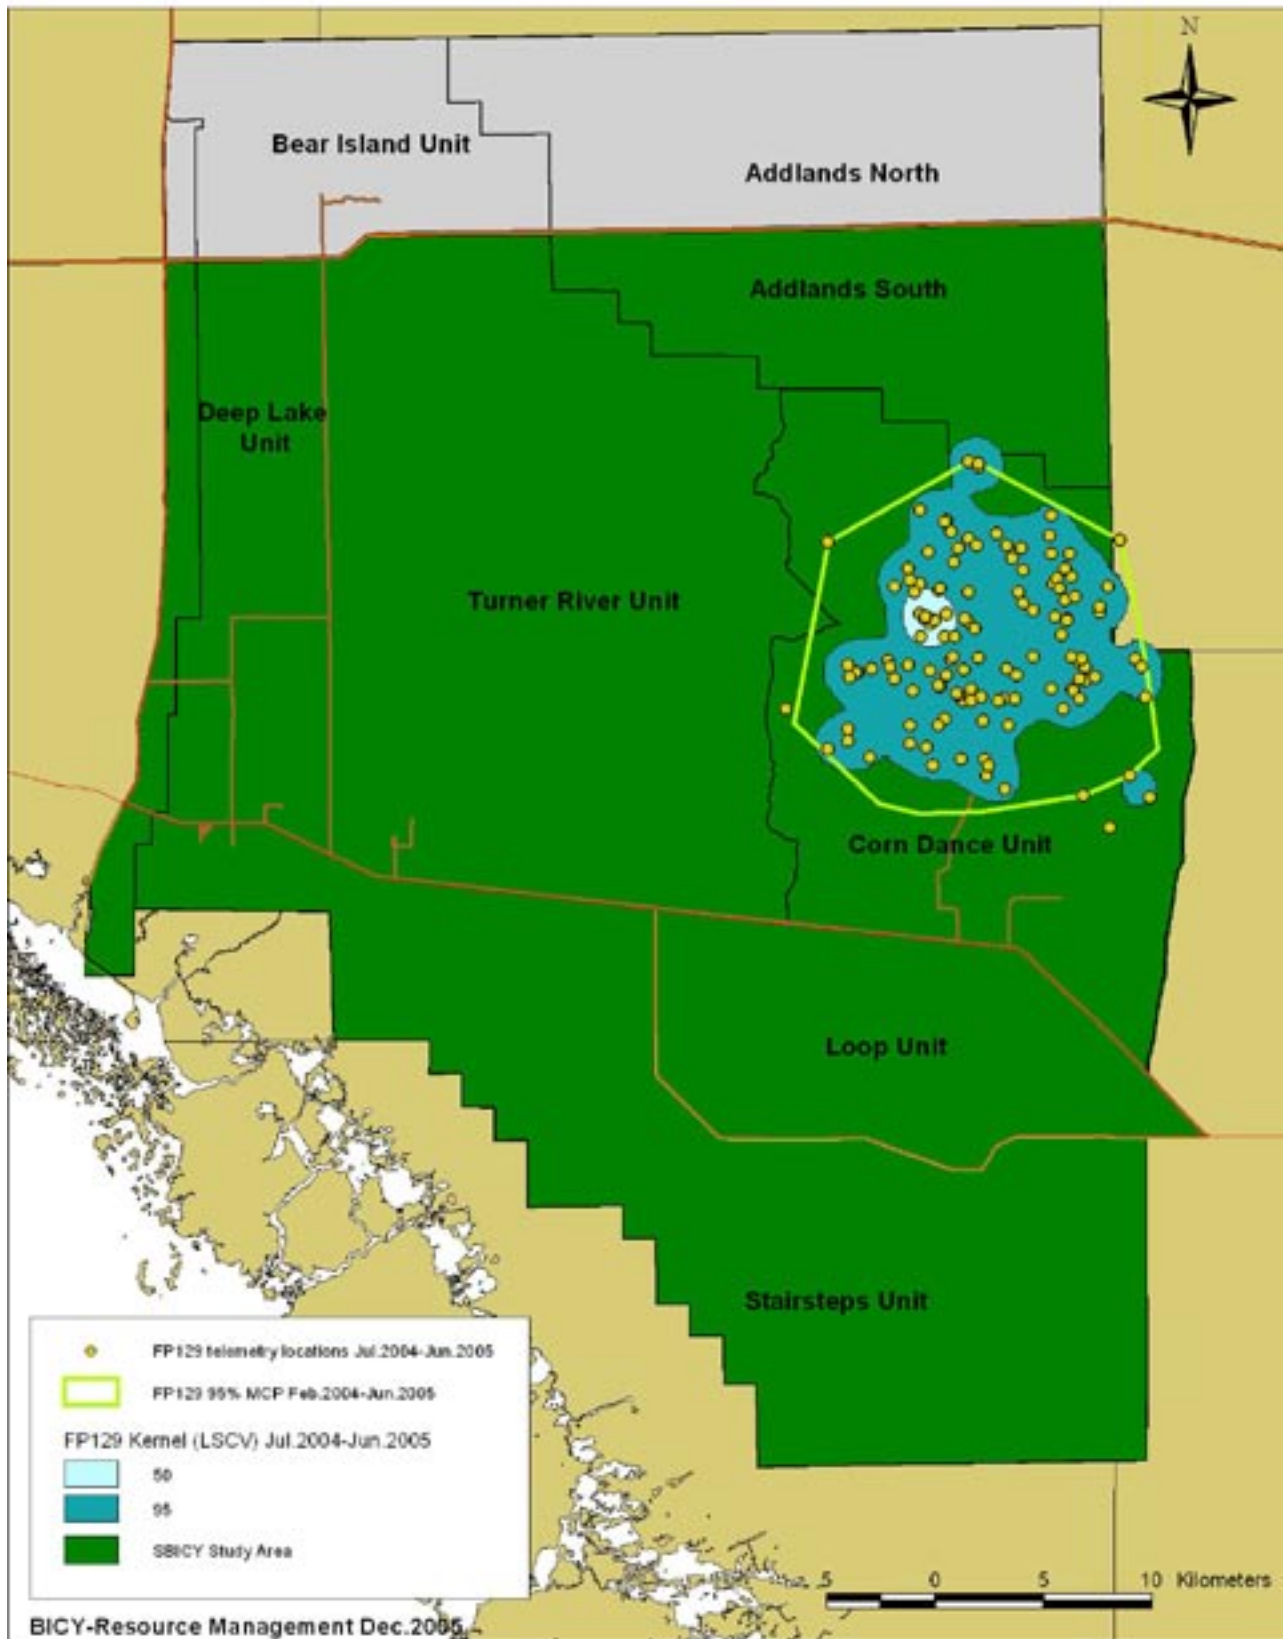 N
Bear Island Unit
Addlands North
Addlands South
Deep Lake
Unit
Turner River Unit
Corn Dance Unit
Loop Unit
Stairsteps Unit
FP129 telemetry locations Jul.2004-Jun.2005
FP129 95% MCP Feb.2004-Jun.2005
FP129 Kernel (LSCV) Jul.2004-Jun.2005
50
95
SBICY Study Area
5 0 5 10 Kilometers
BICY-Resource Management Dec.2005